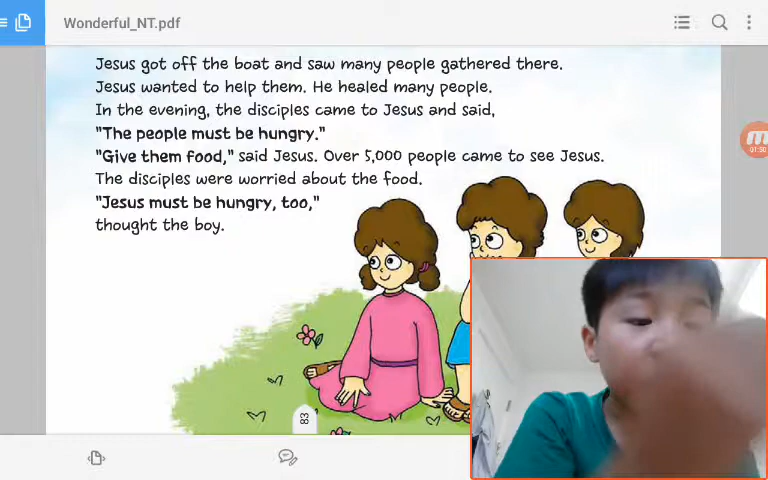 Wonderful_NT.pdf
Jesus got off the boat and saw many people gathered there.
Jesus wanted to help them. He healed many people.
In the evening, the disciples came to Jesus and said,
"The people must be hungry."
"Give them food," said Jesus. Over 5,000 people came to see Jesus.
The disciples were worried about the food.
"Jesus must be hungry, too,"
thought the boy.
83
01:50